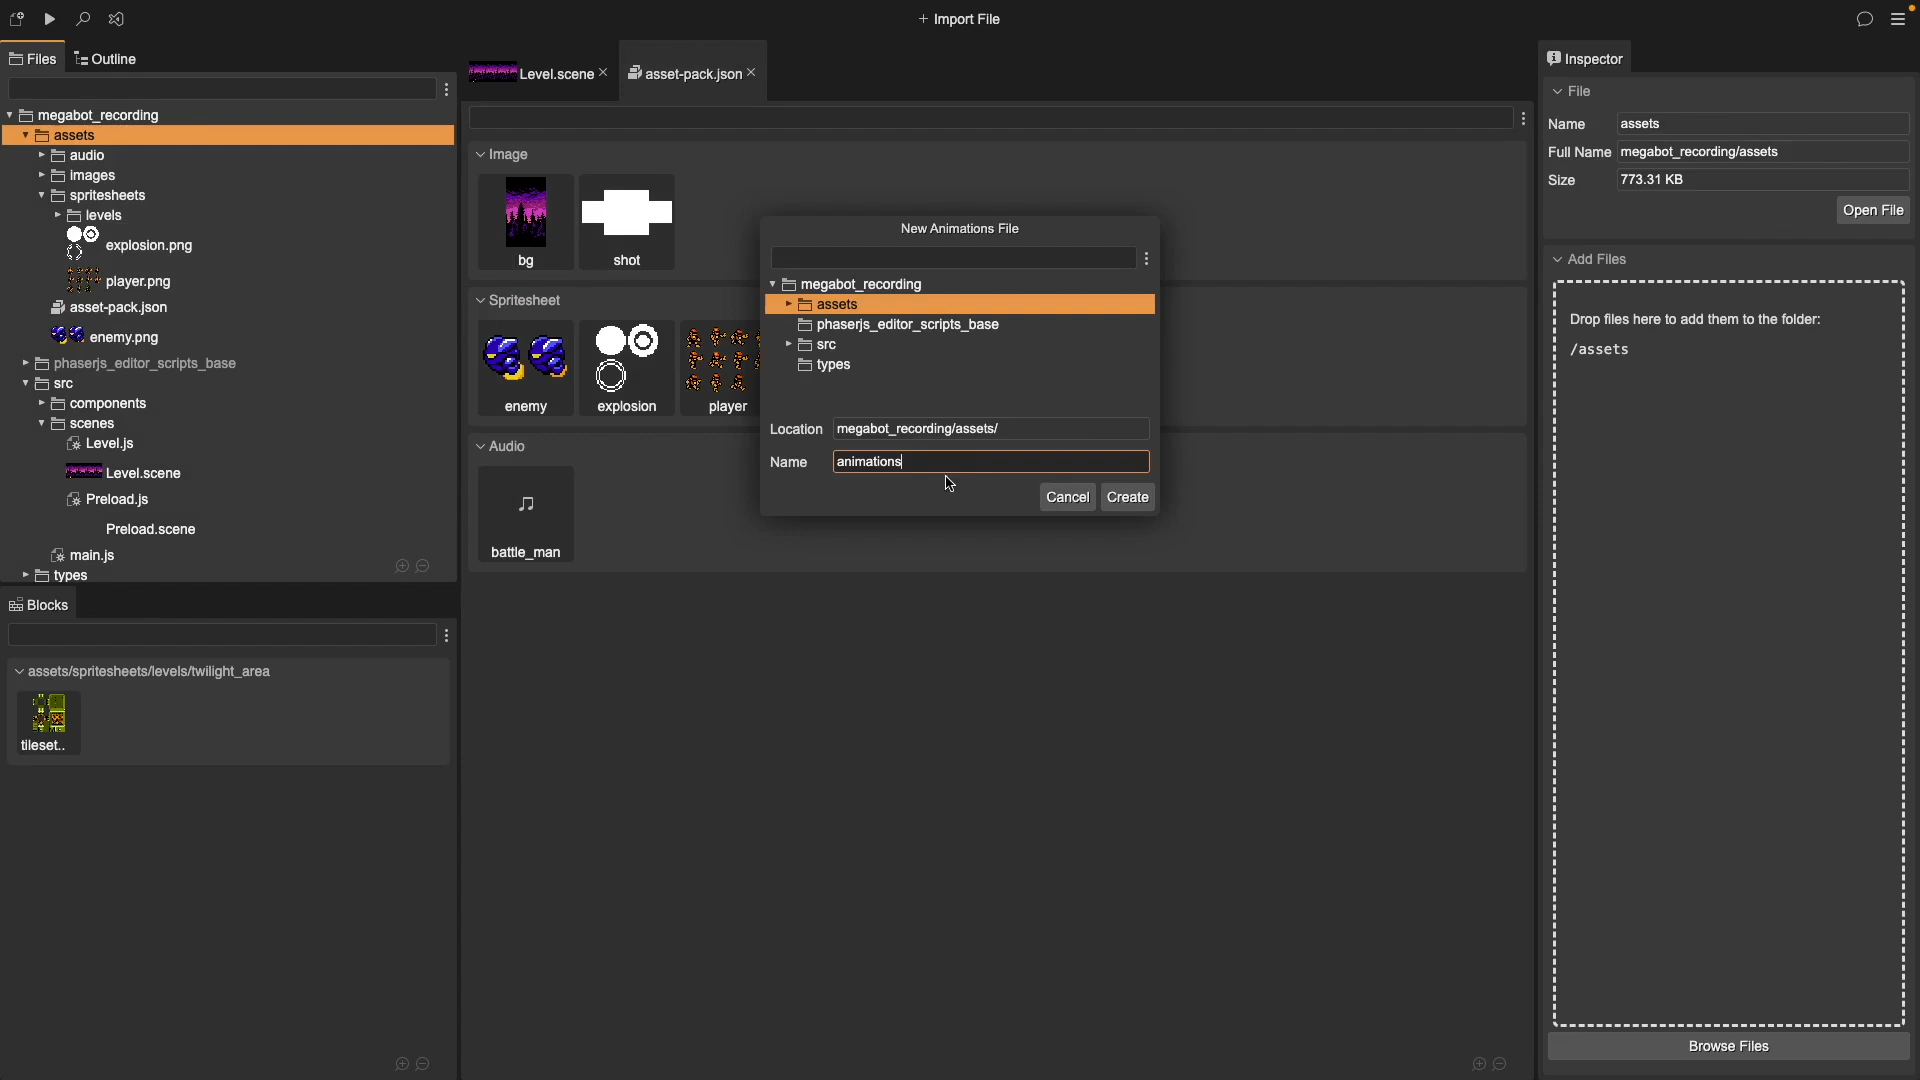 + Import File
Files
Outline
megabot_recording
assets
audio
images
spritesheets
levels
explosion.png
player.png
asset-pack.json
enemy.png
phaserjs_editor_scripts_base
src
components
scenes
Level.js
Level.scene
Preload.js
Preload.scene
main.js
types
Blocks
assets/spritesheets/levels/twilight_area
tileset..
Level.scene
asset-pack.json
Image
bg
shot
Spritesheet
enemy
explosion
player
Audio
battle_man
New Animations File
megabot_recording
assets
phaserjs_editor_scripts_base
src
types
Location megabot_recording/assets/
Name animations
Cancel Create
Inspector
File
Name assets
Full Name megabot_recording/assets
Size 773.31 KB
Open File
Add Files
Drop files here to add them to the folder:
/assets
Browse Files